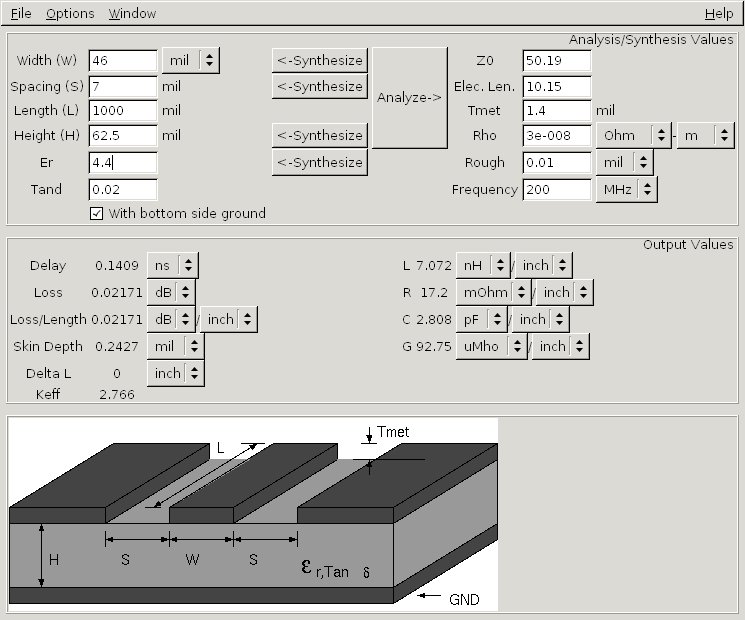 File Options Window Help
Analysis/Synthesis Values
Width (W) 46 mil <-Synthesize Z0 50.19
Spacing (S) 7 mil <-Synthesize Elec. Len. 10.15
Length (L) 1000 mil Analyze-> Tmet 1.4 mil
Height (H) 62.5 mil <-Synthesize Rho 3e-008 Ohm - m
Er 4.4 <-Synthesize Rough 0.01 mil
Tand 0.02 Frequency 200 MHz
With bottom side ground
Output Values
Delay 0.1409 ns L 7.072 nH / inch
Loss 0.02171 dB R 17.2 mOhm / inch
Loss/Length 0.02171 dB / inch C 2.808 pF / inch
Skin Depth 0.2427 mil G 92.75 uMho / inch
Delta L 0 inch
Keff 2.766
Tmet
L
H S W S
ε r,Tan δ
GND